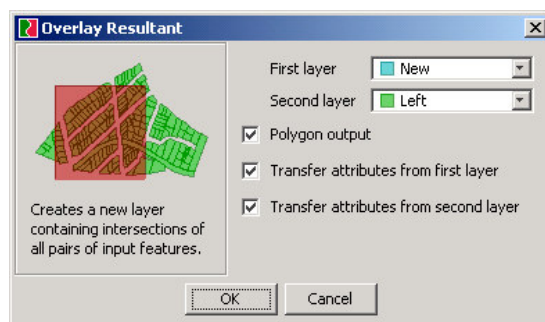 Overlay Resultant
First layer New
Second layer Left
Polygon output
Transfer attributes from first layer
Transfer attributes from second layer
Creates a new layer
containing intersections of
all pairs of input features.
OK Cancel